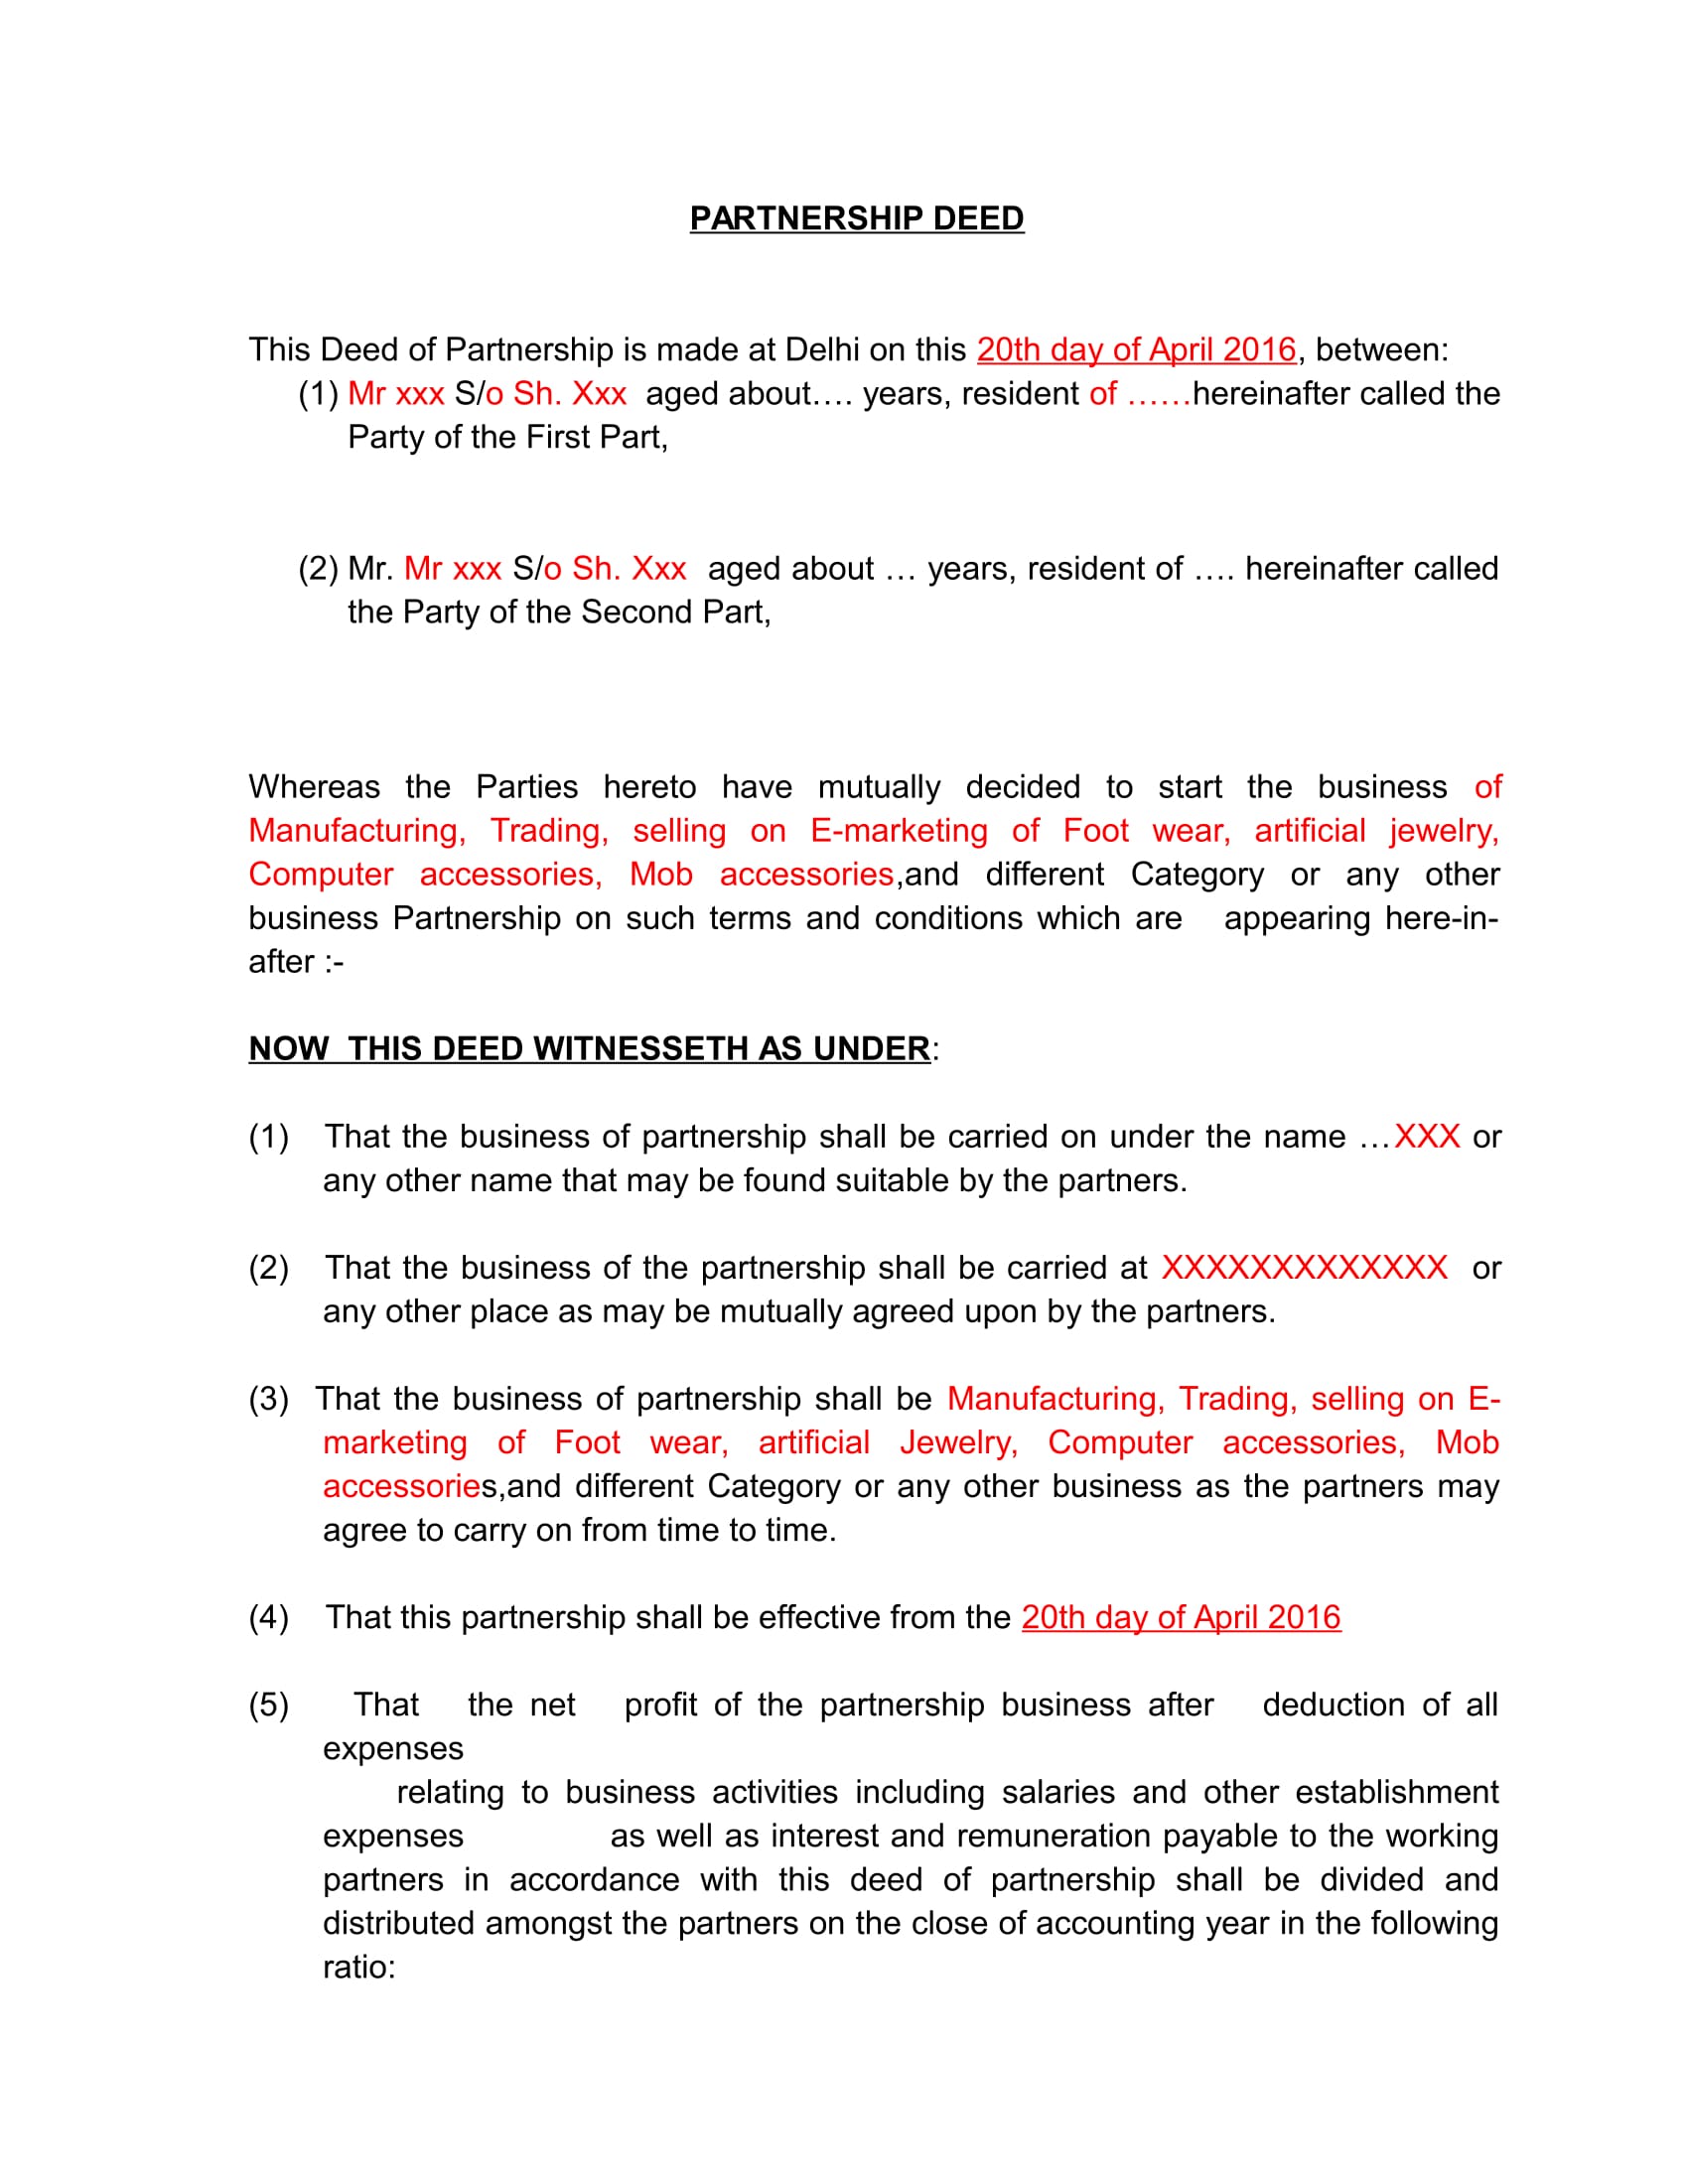 PARTNERSHIP DEED
This Deed of Partnership is made at Delhi on this 20th day of April 2016, between:
(1) Mr xxx S/o Sh. Xxx aged about.... years, resident of ......hereinafter called the
Party of the First Part,
(2) Mr. Mr xxx S/o Sh. Xxx aged about ... years, resident of .... hereinafter called
the Party of the Second Part,
Whereas the Parties hereto have mutually decided to start the business of
Manufacturing, Trading, selling on E-marketing of Foot wear, artificial jewelry,
Computer accessories, Mob accessories,and different Category or any other
business Partnership on such terms and conditions which are appearing here-in-
after :-
NOW THIS DEED WITNESSETH AS UNDER:
(1) That the business of partnership shall be carried on under the name ...XXX or
any other name that may be found suitable by the partners.
(2) That the business of the partnership shall be carried at XXXXXXXXXXXXX or
any other place as may be mutually agreed upon by the partners.
(3) That the business of partnership shall be Manufacturing, Trading, selling on E-
marketing of Foot wear, artificial Jewelry, Computer accessories, Mob
accessories,and different Category or any other business as the partners may
agree to carry on from time to time.
(4) That this partnership shall be effective from the 20th day of April 2016
(5) That the net profit of the partnership business after deduction of all
expenses
relating to business activities including salaries and other establishment
expenses as well as interest and remuneration payable to the working
partners in accordance with this deed of partnership shall be divided and
distributed amongst the partners on the close of accounting year in the following
ratio: